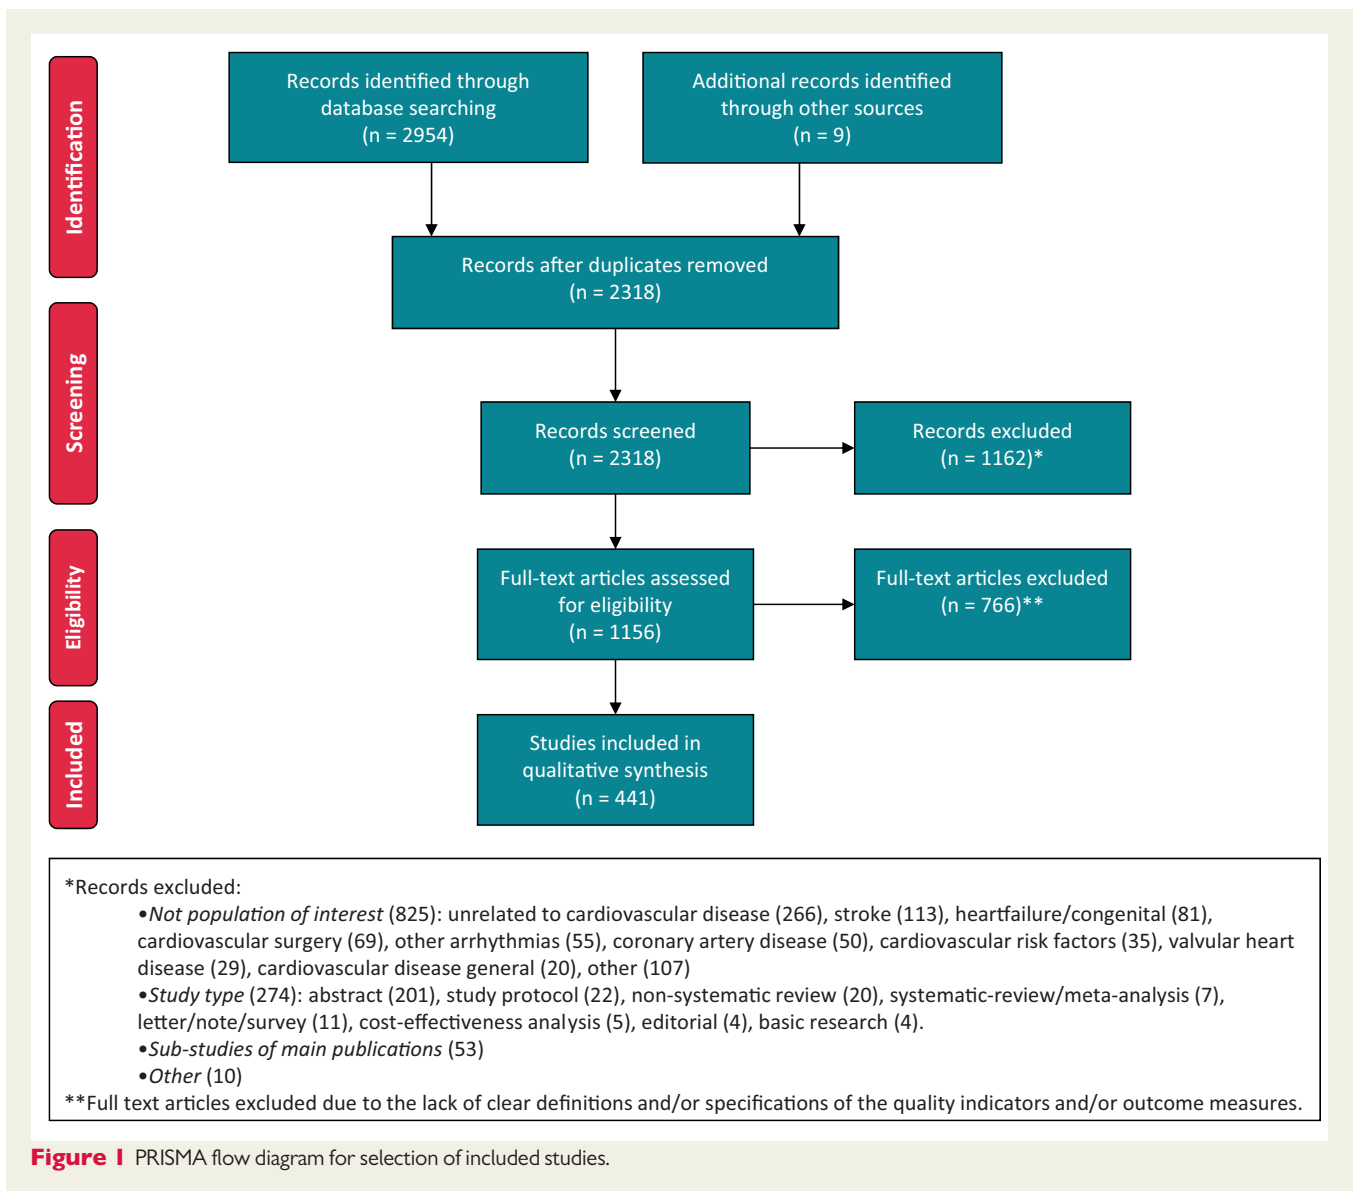 Identification
Records identified through
database searching
(n = 2954)
Additional records identified
through other sources
(n = 9)
Records after duplicates removed
(n = 2318)
Screening
Records screened
(n = 2318)
Records excluded
(n = 1162)*
Eligibility
Full-text articles assessed
for eligibility
(n = 1156)
Full-text articles excluded
(n = 766)**
Included
Studies included in
qualitative synthesis
(n = 441)
*Records excluded:
•Not population of interest (825): unrelated to cardiovascular disease (266), stroke (113), heartfailure/congenital (81),
cardiovascular surgery (69), other arrhythmias (55), coronary artery disease (50), cardiovascular risk factors (35), valvular heart
disease (29), cardiovascular disease general (20), other (107)
•Study type (274): abstract (201), study protocol (22), non-systematic review (20), systematic-review/meta-analysis (7),
letter/note/survey (11), cost-effectiveness analysis (5), editorial (4), basic research (4).
•Sub-studies of main publications (53)
•Other (10)
**Full text articles excluded due to the lack of clear definitions and/or specifications of the quality indicators and/or outcome measures.
Figure 1 PRISMA flow diagram for selection of included studies.